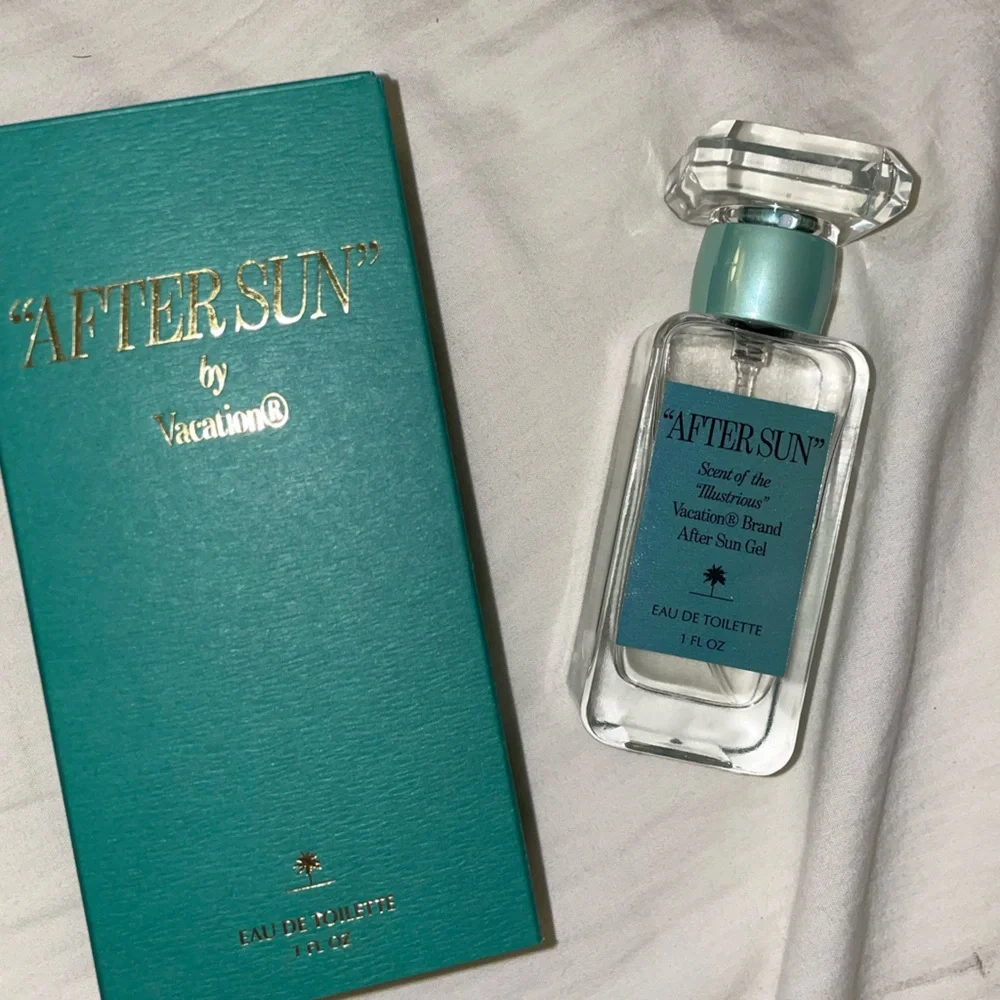 “AFTER SUN”
by
Vacation®
EAU DE TOILETTE
1 FL OZ
“AFTER SUN”
Scent of the
“Illustrious”
Vacation® Brand
After Sun Gel
EAU DE TOILETTE
1 FL OZ